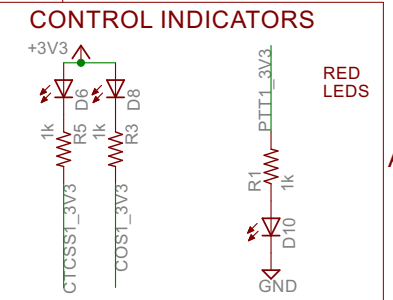 CONTROL INDICATORS
+3V3
D6
D8
1k
R5
1k
R3
CTCSS1_3V3
COS1_3V3
PTT1_3V3
RED
LEDS
R1
1k
D10
GND